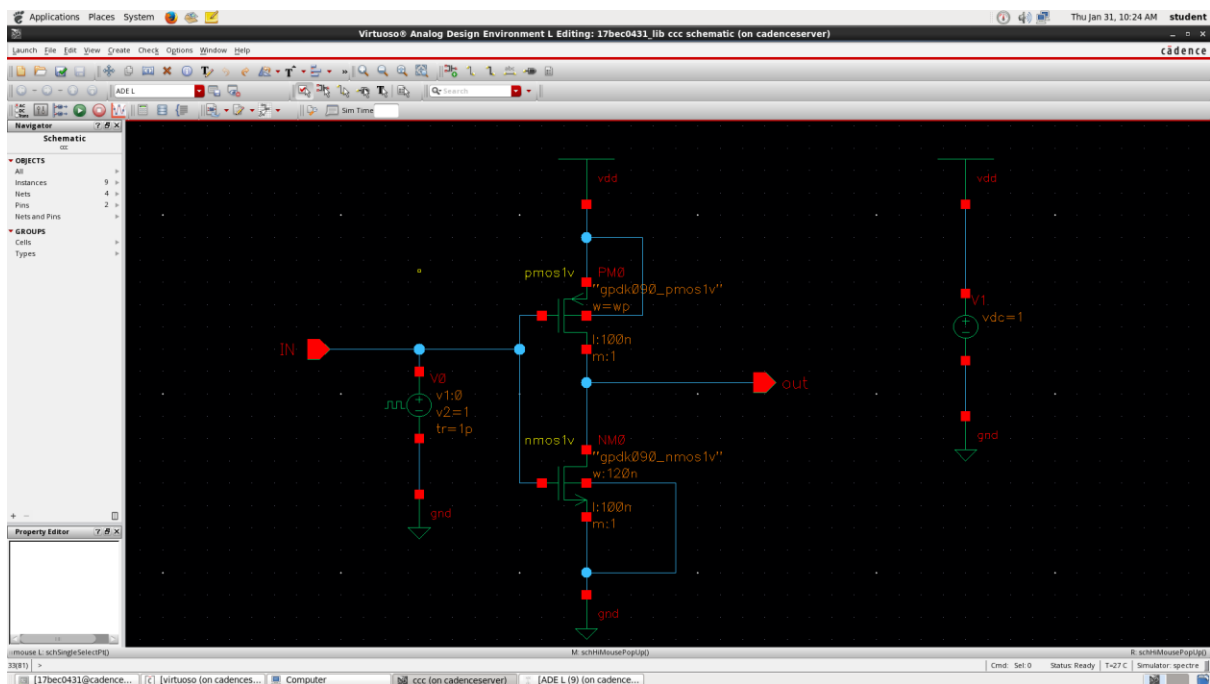 Applications Places System Thu Jan 31, 10:24 AM student
Virtuoso® Analog Design Environment L Editing: 17bec0431_lib ccc schematic (on cadenceserver)
Launch File Edit View Create Check Options Window Help cādence
ADE L Search
Sim Time
Navigator
Schematic
ccc
OBJECTS
All
Instances 9
Nets 4
Pins 2
Nets and Pins
GROUPS
Cells
Types
Property Editor
vdd
pmos1v PM0
"gpdk090_pmos1v"
w=wp
l:100n
m:1
IN
V0
v1:0
v2=1
tr=1p
gnd
out
nmos1v NM0
"gpdk090_nmos1v"
w:120n
l:100n
m:1
gnd
vdd
V1
vdc=1
gnd
mouse L: schSingleSelectPt() M: schHiMousePopUp() R: schHiMousePopUp()
33(81) > Cmd: Sel: 0 Status: Ready T=27 C Simulator: spectre
[17bec0431@cadence... [virtuoso (on cadences... Computer ccc (on cadenceserver) [ADE L (9) (on cadence...